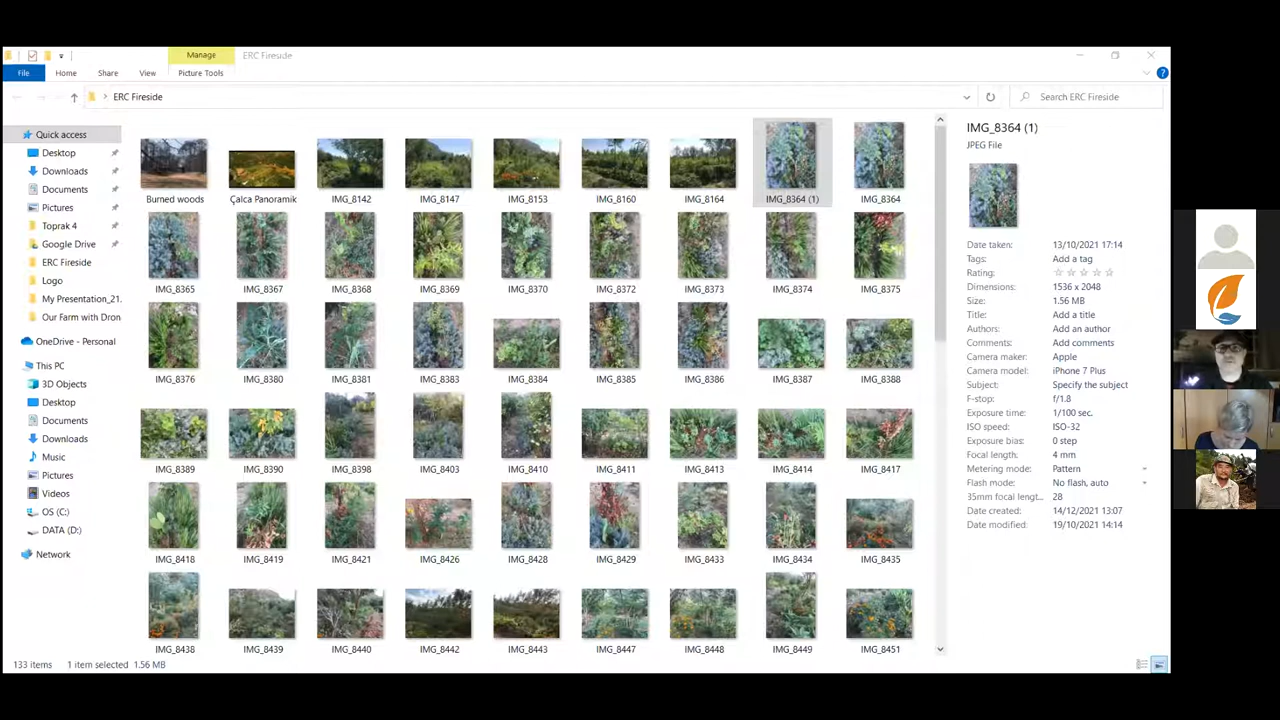 Manage
ERC Fireside
File
Home
Share
View
Picture Tools
ERC Fireside
Search ERC Fireside
Quick access
Desktop
Downloads
Documents
Pictures
Toprak 4
Google Drive
ERC Fireside
Logo
My Presentation_21.
Our Farm with Dron
OneDrive - Personal
This PC
3D Objects
Desktop
Documents
Downloads
Music
Pictures
Videos
OS (C:)
DATA (D:)
Network
Burned woods
Çalca Panoramik
IMG_8142
IMG_8147
IMG_8153
IMG_8160
IMG_8164
IMG_8364 (1)
IMG_8364
IMG_8365
IMG_8367
IMG_8368
IMG_8369
IMG_8370
IMG_8372
IMG_8373
IMG_8374
IMG_8375
IMG_8376
IMG_8380
IMG_8381
IMG_8383
IMG_8384
IMG_8385
IMG_8386
IMG_8387
IMG_8388
IMG_8389
IMG_8390
IMG_8398
IMG_8403
IMG_8410
IMG_8411
IMG_8413
IMG_8414
IMG_8417
IMG_8418
IMG_8419
IMG_8421
IMG_8426
IMG_8428
IMG_8429
IMG_8433
IMG_8434
IMG_8435
IMG_8438
IMG_8439
IMG_8440
IMG_8442
IMG_8443
IMG_8447
IMG_8448
IMG_8449
IMG_8451
IMG_8364 (1)
JPEG File
Date taken: 13/10/2021 17:14
Tags: Add a tag
Rating: ☆ ☆ ☆ ☆ ☆
Dimensions: 1536 x 2048
Size: 1.56 MB
Title: Add a title
Authors: Add an author
Comments: Add comments
Camera maker: Apple
Camera model: iPhone 7 Plus
Subject: Specify the subject
F-stop: f/1.8
Exposure time: 1/100 sec.
ISO speed: ISO-32
Exposure bias: 0 step
Focal length: 4 mm
Metering mode: Pattern
Flash mode: No flash, auto
35mm focal lengt... 28
Date created: 14/12/2021 13:07
Date modified: 19/10/2021 14:14
133 items 1 item selected 1.56 MB